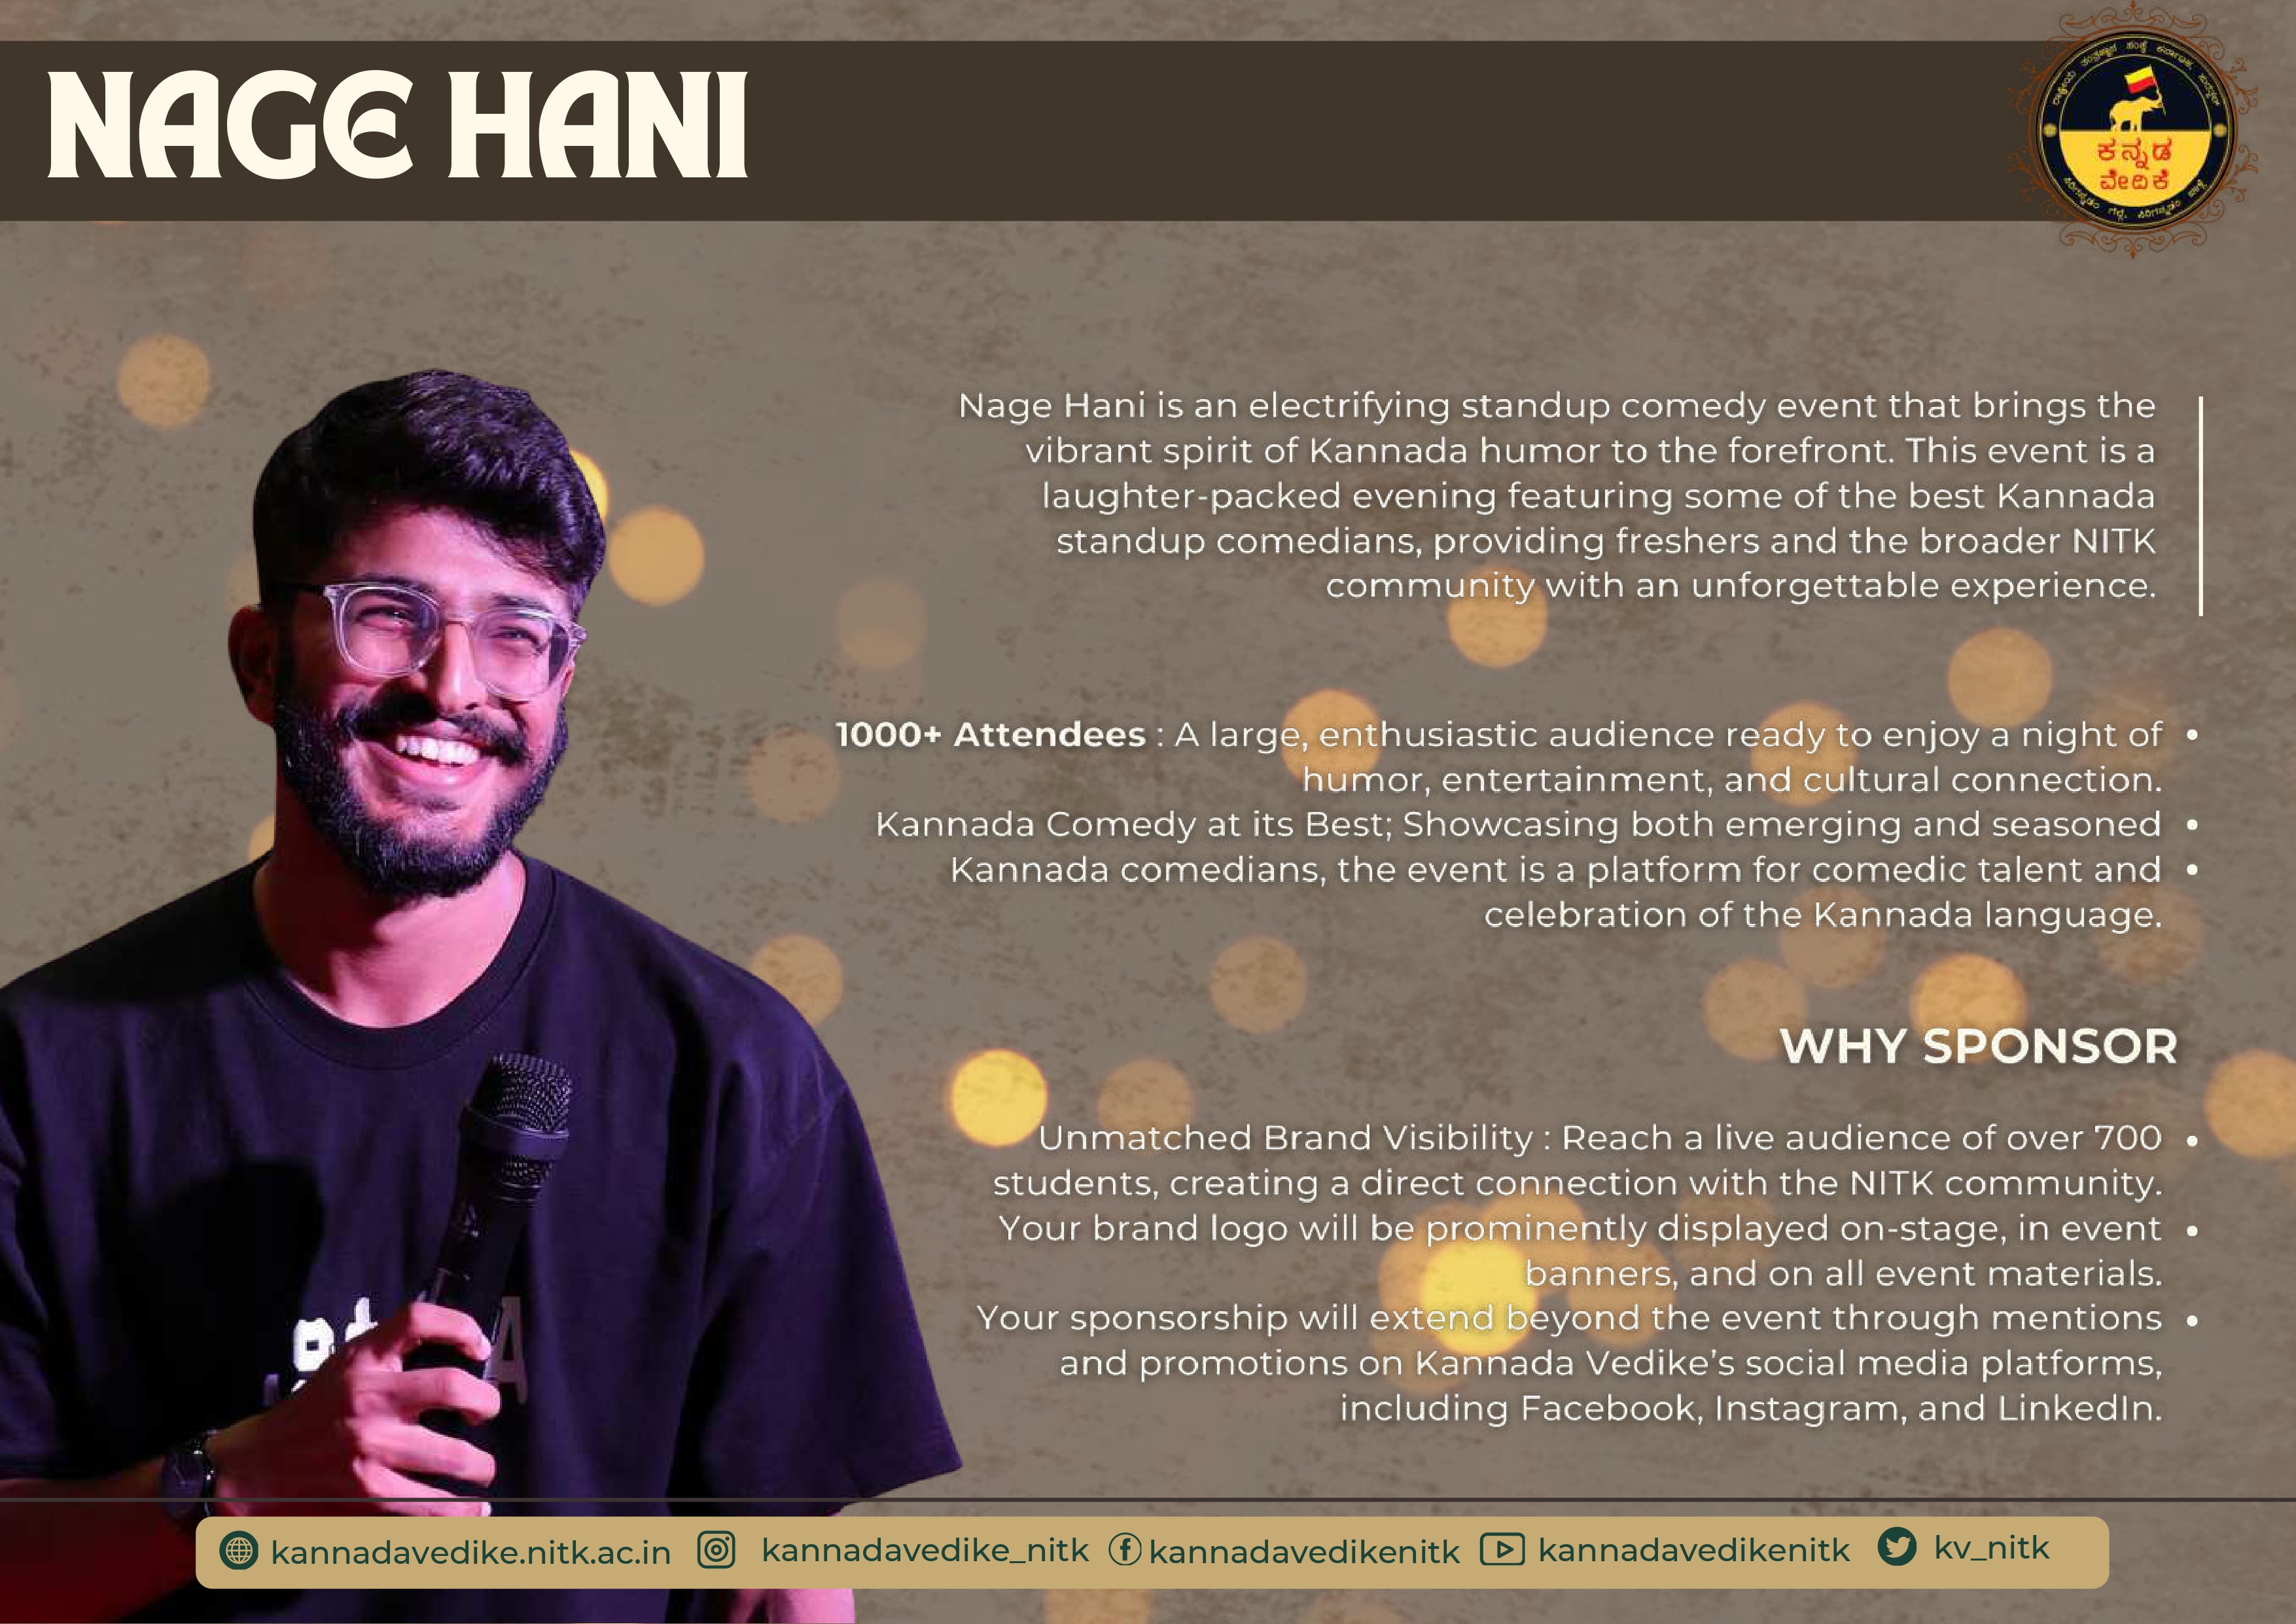 NAGE HANI
ಕನ್ನಡ
ವೇದಿಕೆ
Nage Hani is an electrifying standup comedy event that brings the
vibrant spirit of Kannada humor to the forefront. This event is a
laughter-packed evening featuring some of the best Kannada
standup comedians, providing freshers and the broader NITK
community with an unforgettable experience.
1000+ Attendees : A large, enthusiastic audience ready to enjoy a night of •
humor, entertainment, and cultural connection.
Kannada Comedy at its Best; Showcasing both emerging and seasoned •
Kannada comedians, the event is a platform for comedic talent and •
celebration of the Kannada language.
WHY SPONSOR
Unmatched Brand Visibility : Reach a live audience of over 700 •
students, creating a direct connection with the NITK community.
Your brand logo will be prominently displayed on-stage, in event •
banners, and on all event materials.
Your sponsorship will extend beyond the event through mentions •
and promotions on Kannada Vedike’s social media platforms,
including Facebook, Instagram, and LinkedIn.
kannadavedike.nitk.ac.in kannadavedike_nitk kannadavedikenitk kannadavedikenitk kv_nitk